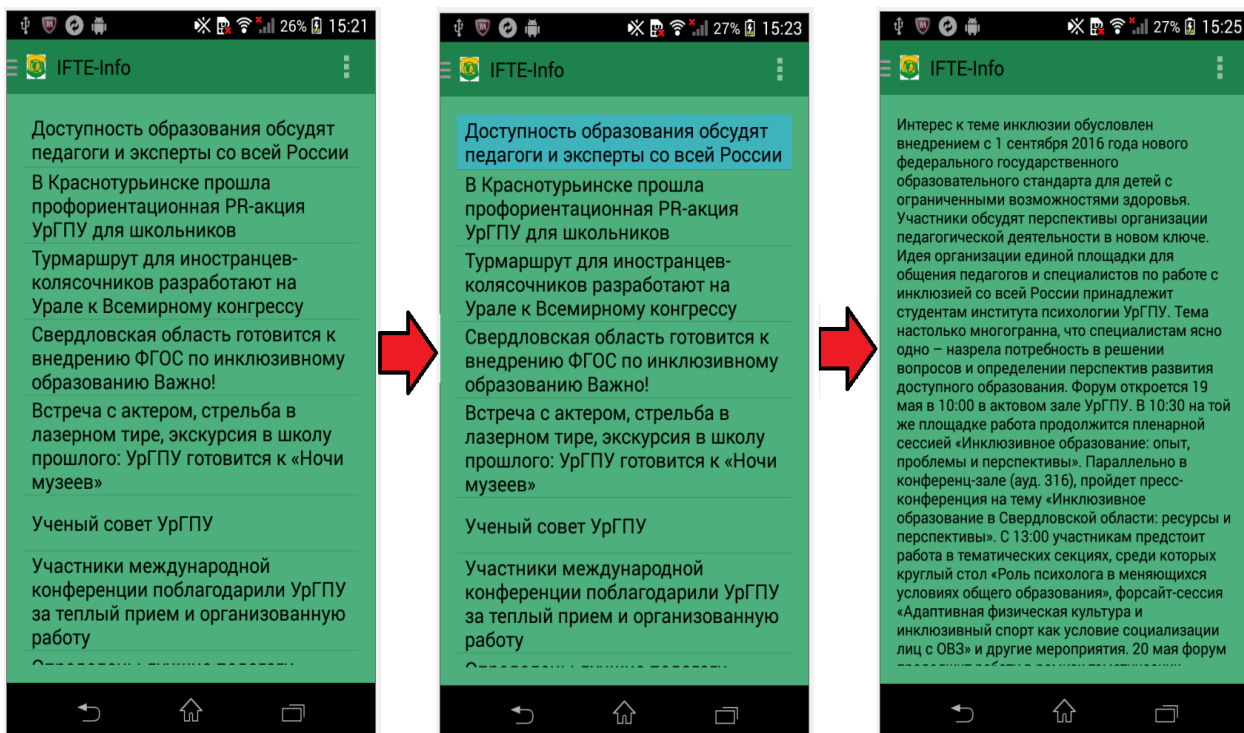 26% 15:21
IFTE-Info
Доступность образования обсудят
педагоги и эксперты со всей России
В Краснотурьинске прошла
профориентационная PR-акция
УрГПУ для школьников
Турмаршрут для иностранцев-
колясочников разработают на
Урале к Всемирному конгрессу
Свердловская область готовится к
внедрению ФГОС по инклюзивному
образованию Важно!
Встреча с актером, стрельба в
лазерном тире, экскурсия в школу
прошлого: УрГПУ готовится к «Ночи
музеев»
Ученый совет УрГПУ
Участники международной
конференции поблагодарили УрГПУ
за теплый прием и организованную
работу
27% 15:23
IFTE-Info
Доступность образования обсудят
педагоги и эксперты со всей России
В Краснотурьинске прошла
профориентационная PR-акция
УрГПУ для школьников
Турмаршрут для иностранцев-
колясочников разработают на
Урале к Всемирному конгрессу
Свердловская область готовится к
внедрению ФГОС по инклюзивному
образованию Важно!
Встреча с актером, стрельба в
лазерном тире, экскурсия в школу
прошлого: УрГПУ готовится к «Ночи
музеев»
Ученый совет УрГПУ
Участники международной
конференции поблагодарили УрГПУ
за теплый прием и организованную
работу
27% 15:25
IFTE-Info
Интерес к теме инклюзии обусловлен
внедрением с 1 сентября 2016 года нового
федерального государственного
образовательного стандарта для детей с
ограниченными возможностями здоровья.
Участники обсудят перспективы организации
педагогической деятельности в новом ключе.
Идея организации единой площадки для
общения педагогов и специалистов по работе с
инклюзией со всей России принадлежит
студентам института психологии УрГПУ. Тема
настолько многогранна, что специалистам ясно
одно – назрела потребность в решении
вопросов и определении перспектив развития
доступного образования. Форум откроется 19
мая в 10:00 в актовом зале УрГПУ. В 10:30 на той
же площадке работа продолжится пленарной
сессией «Инклюзивное образование: опыт,
проблемы и перспективы». Параллельно в
конференц-зале (ауд. 316), пройдет пресс-
конференция на тему «Инклюзивное
образование в Свердловской области: ресурсы и
перспективы». С 13:00 участникам предстоит
работа в тематических секциях, среди которых
круглый стол «Роль психолога в меняющихся
условиях общего образования», форсайт-сессия
«Адаптивная физическая культура и
инклюзивный спорт как условие социализации
лиц с ОВЗ» и другие мероприятия. 20 мая форум